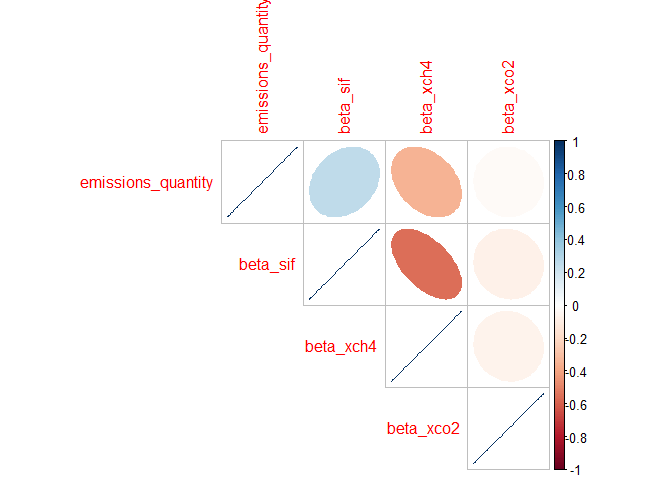 emissions_quantity
beta_sif
beta_xch4
beta_xco2
emissions_quantity
beta_sif
beta_xch4
beta_xco2
1
0.8
0.6
0.4
0.2
0
-0.2
-0.4
-0.6
-0.8
-1